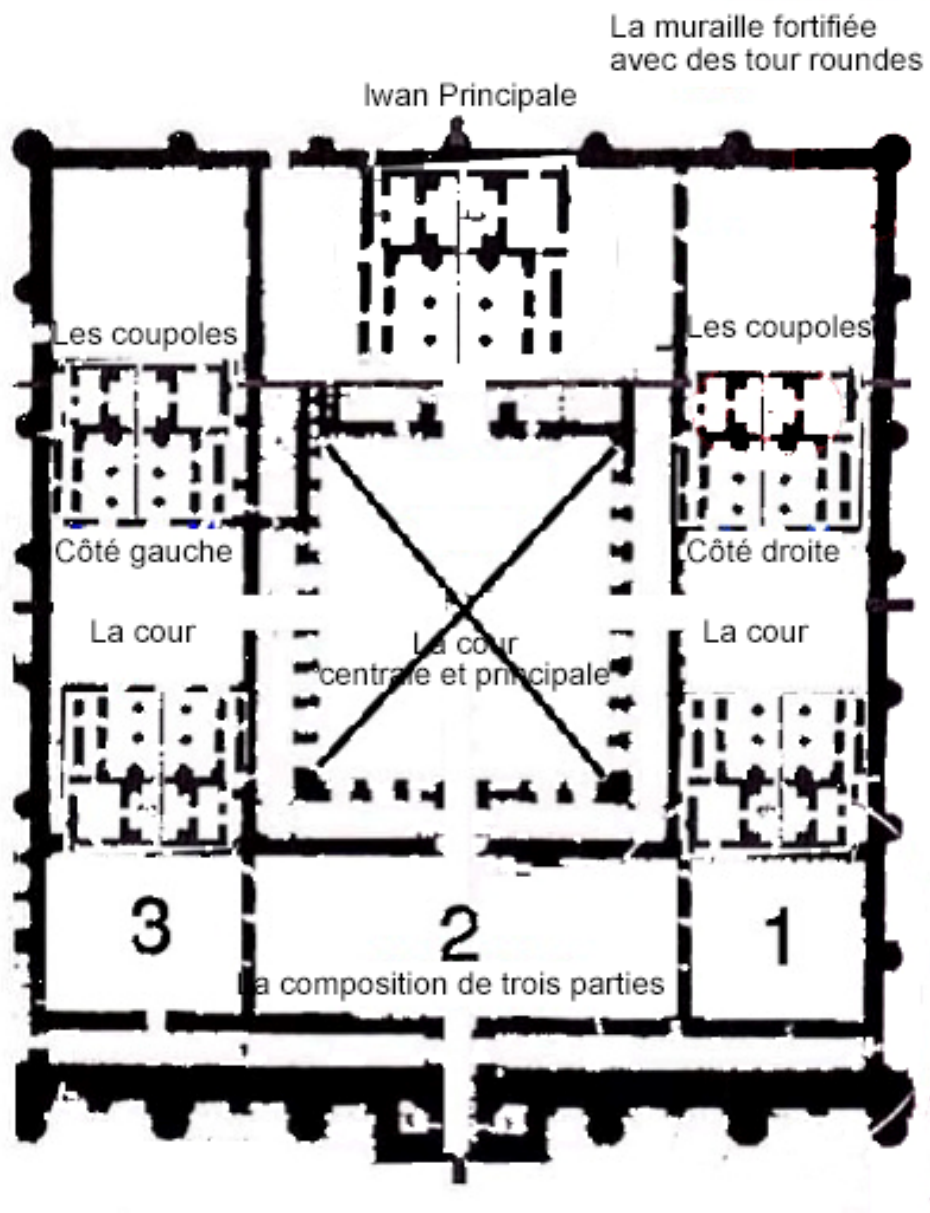 La muraille fortifiée
avec des tour roundes
Iwan Principale
Les coupoles
Les coupoles
Côté gauche
Côté droite
La cour
La cour
La cour
centrale et principale
3
2
1
La composition de trois parties